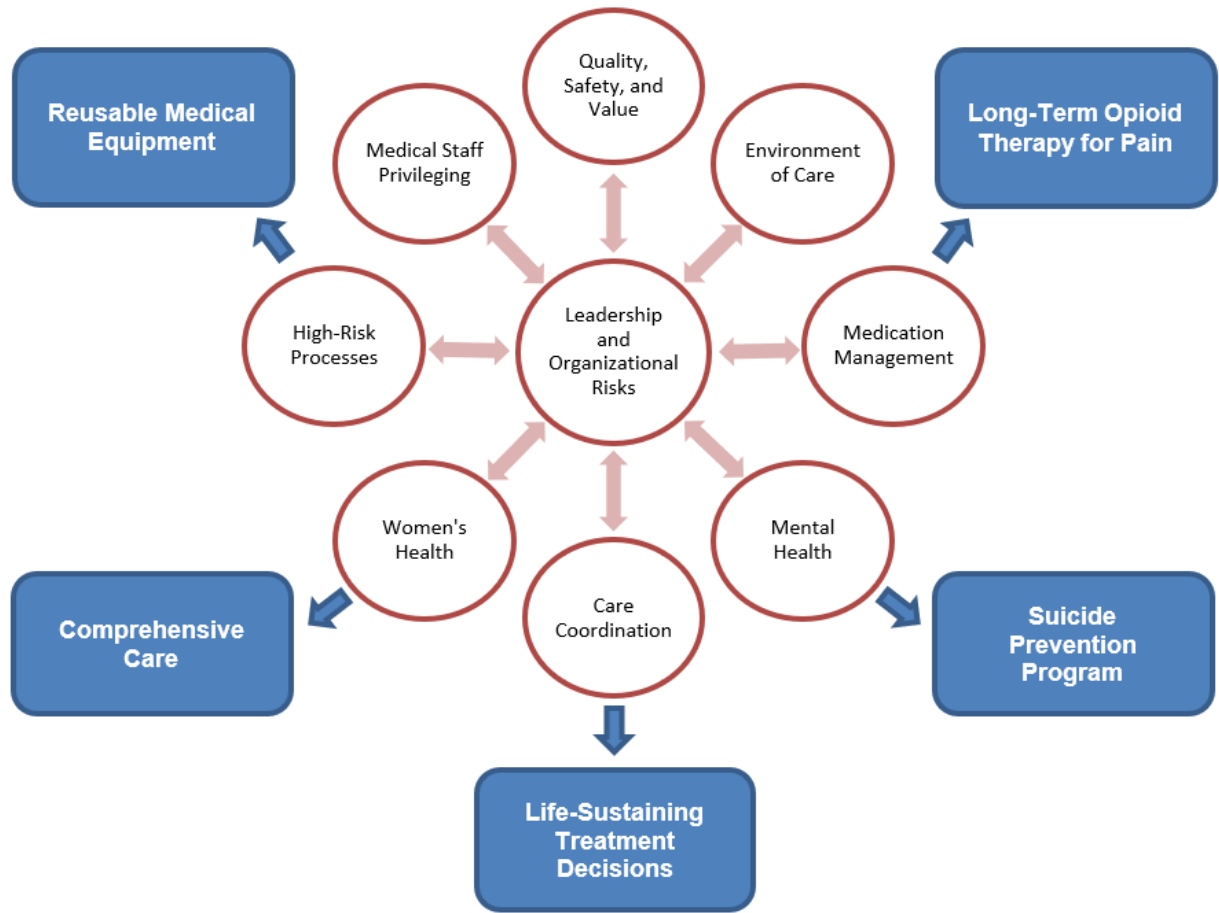 Quality,
Safety, and
Value
Reusable Medical
Equipment
Long-Term Opioid
Therapy for Pain
Medical Staff
Privileging
Environment
of Care
High-Risk
Processes
Leadership
and
Organizational
Risks
Medication
Management
Women's
Health
Mental
Health
Care
Coordination
Comprehensive
Care
Suicide
Prevention
Program
Life-Sustaining
Treatment
Decisions